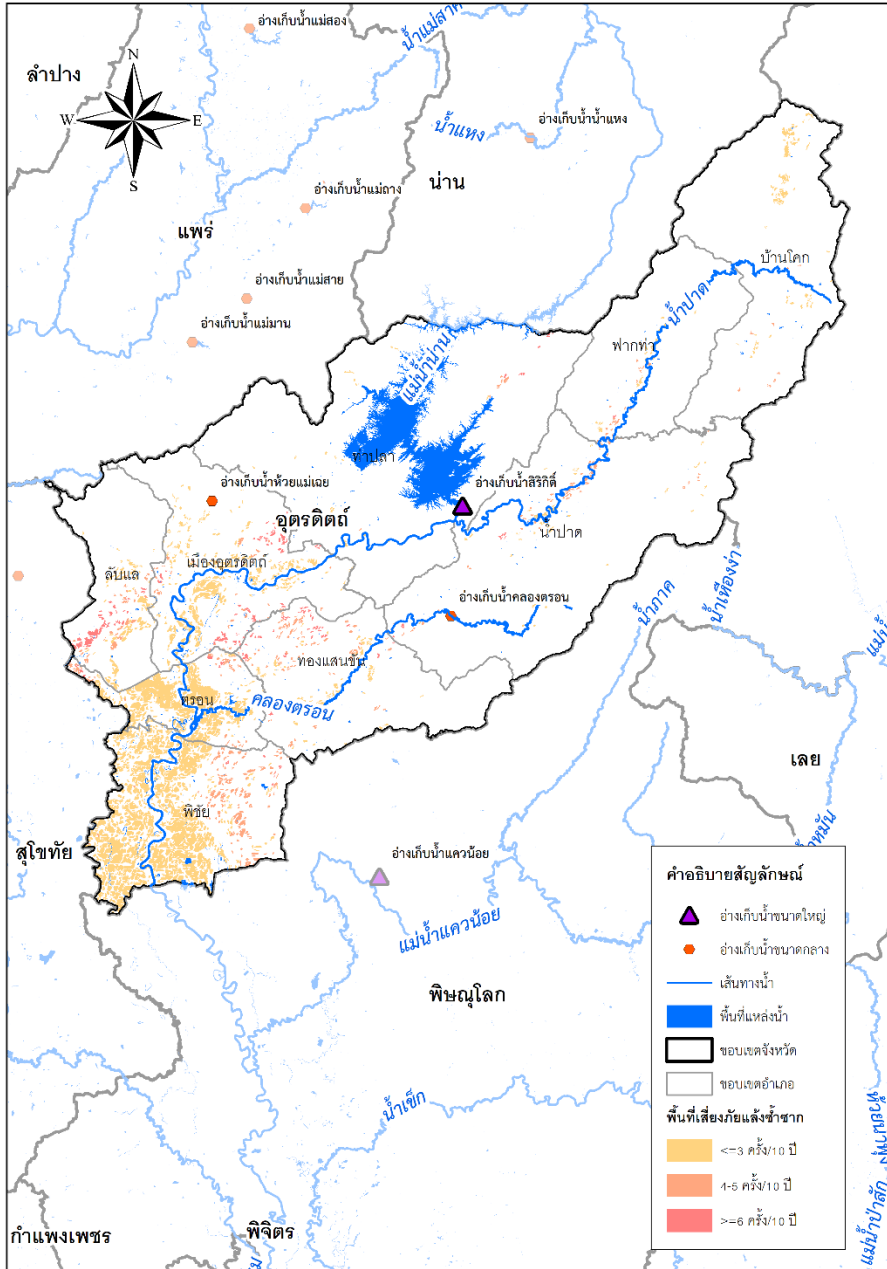 อ่างเก็บน้ำแม่สอง
น้ำแม่สาค
ลำปาง
N
W
E
S
น้ำแหง
อ่างเก็บน้ำน้ำแหง
น่าน
อ่างเก็บน้ำแม่ถาง
แพร่
บ้านโคก
อ่างเก็บน้ำแม่สาย
น้ำปาด
อ่างเก็บน้ำแม่มาน
ฟากท่า
แม่น้ำน่าน
ท่าปลา
อ่างเก็บน้ำห้วยแม่เฉย
อ่างเก็บน้ำสิริกิติ์
อุตรดิตถ์
น้ำปาด
เมืองอุตรดิตถ์
ลับแล
น้ำภาค
น้ำเหืองง่า
อ่างเก็บน้ำคลองตรอน
ทองแสนขัน
ตรอน
คลองตรอน
เลย
พิชัย
สุโขทัย
อ่างเก็บน้ำแควน้อย
แม่น้ำแควน้อย
พิษณุโลก
น้ำเข็ก
กำแพงเพชร
พิจิตร
แม่น้ำป่าสัก
คำอธิบายสัญลักษณ์
อ่างเก็บน้ำขนาดใหญ่
อ่างเก็บน้ำขนาดกลาง
เส้นทางน้ำ
พื้นที่แหล่งน้ำ
ขอบเขตจังหวัด
ขอบเขตอำเภอ
พื้นที่เสี่ยงภัยแล้งซ้ำซาก
<=3 ครั้ง/10 ปี
4-5 ครั้ง/10 ปี
>=6 ครั้ง/10 ปี